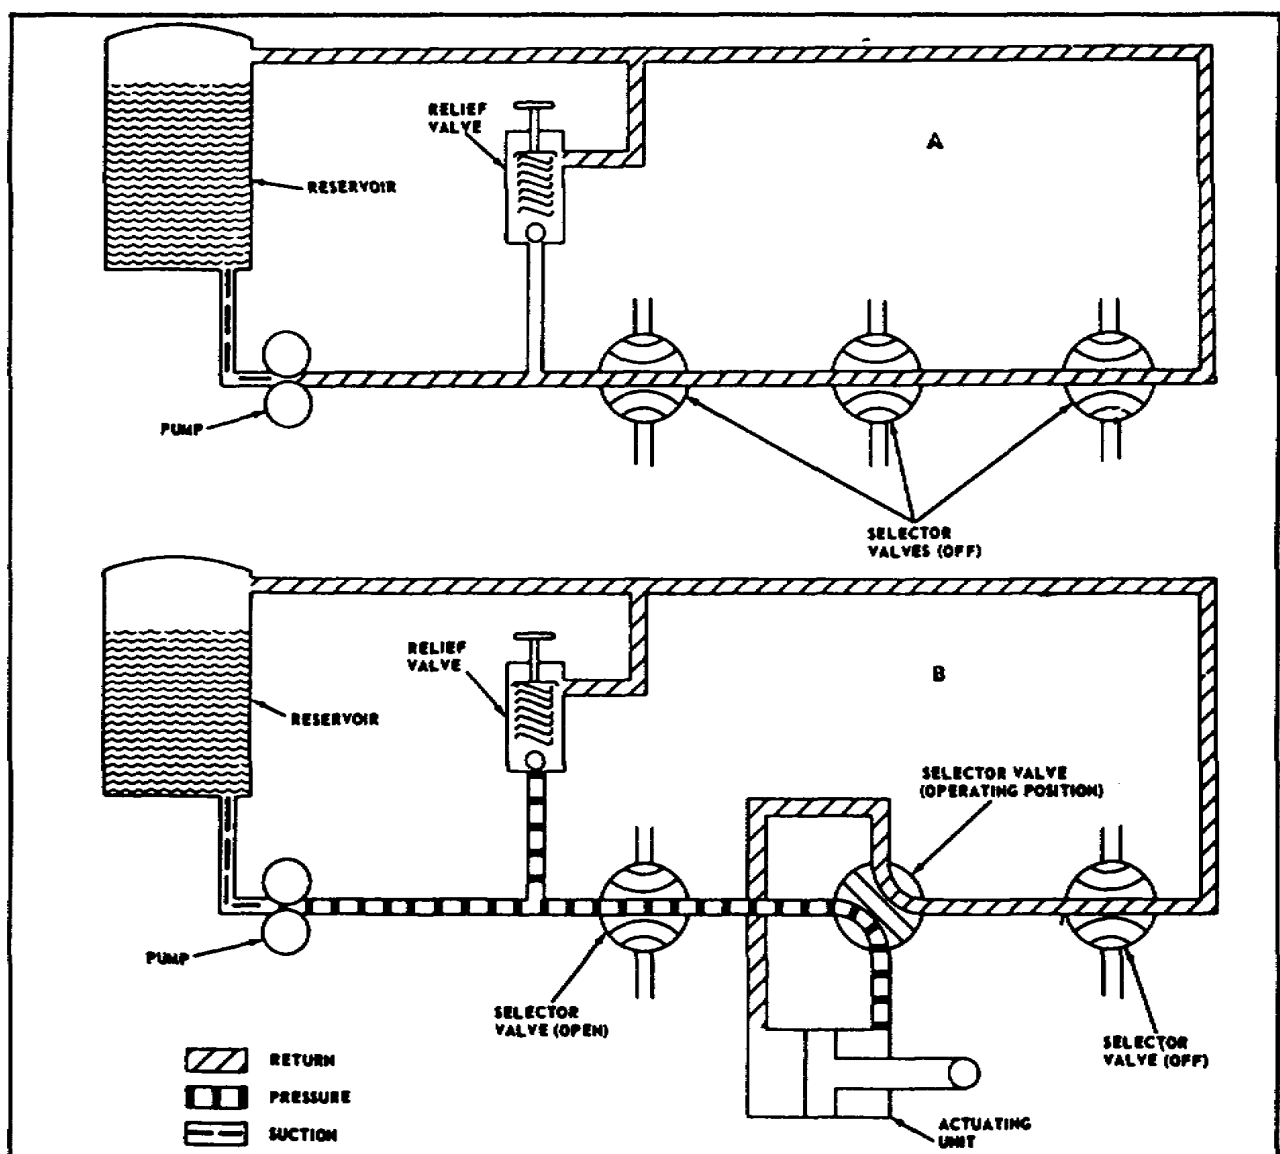 RELIEF
VALVE
A
RESERVOIR
PUMP
SELECTOR
VALVES (OFF)
RELIEF
VALVE
B
RESERVOIR
SELECTOR VALVE
(OPERATING POSITION)
PUMP
SELECTOR
VALVE (OPEN)
SELECTOR
VALVE (OFF)
RETURN
PRESSURE
SUCTION
ACTUATING
UNIT